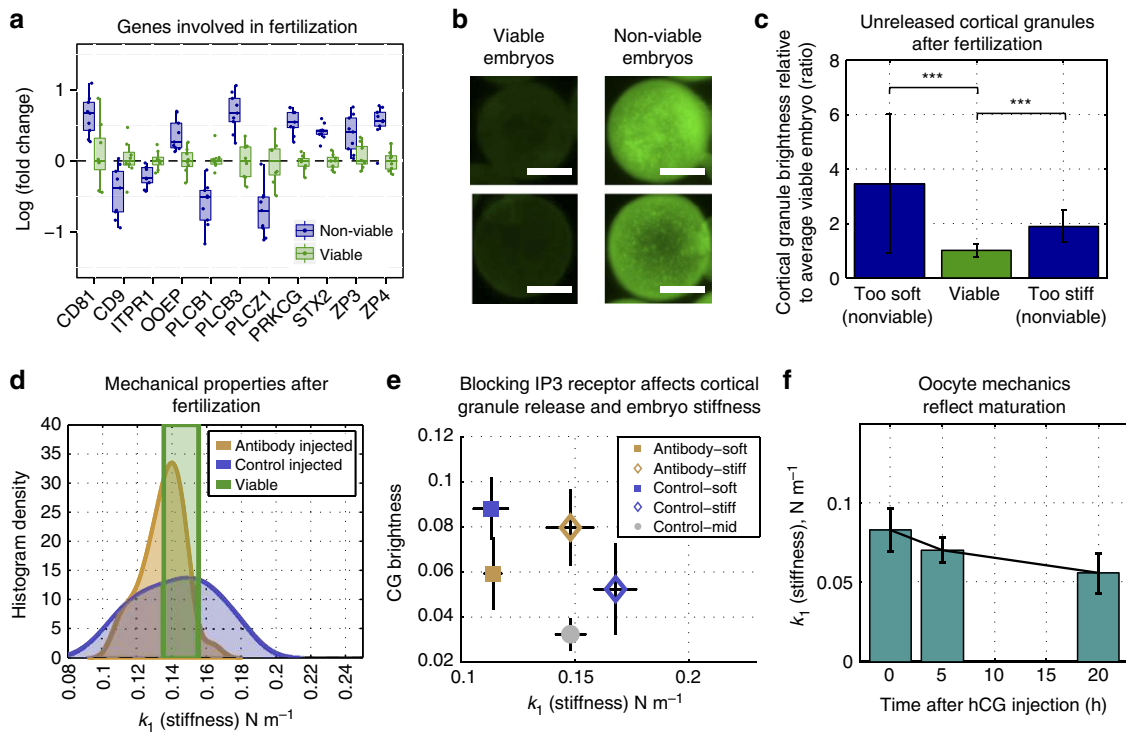 a
Genes involved in fertilization
Log (fold change)
1
0
−1
Non-viable
Viable
CD81
CD9
ITPR1
OOEP
PLCB1
PLCB3
PLCZ1
PRKCG
STX2
ZP3
ZP4
b
Viable
embryos
Non-viable
embryos
c
Unreleased cortical granules
after fertilization
Cortical granule brightness relative
to average viable embryo (ratio)
8
6
4
2
0
***
***
Too soft
(nonviable)
Viable
Too stiff
(nonviable)
d
Mechanical properties after
fertilization
Histogram density
40
35
30
25
20
15
10
5
0
Antibody injected
Control injected
Viable
0.08
0.1
0.12
0.14
0.16
0.18
0.2
0.22
0.24
k1 (stiffness) N m−1
e
Blocking IP3 receptor affects cortical
granule release and embryo stiffness
CG brightness
0.12
0.1
0.08
0.06
0.04
0.02
Antibody−soft
Antibody−stiff
Control−soft
Control−stiff
Control−mid
0.1
0.15
0.2
k1 (stiffness) N m−1
f
Oocyte mechanics
reflect maturation
k1 (stiffness), N m−1
0.1
0.05
0
0
5
10
15
20
Time after hCG injection (h)